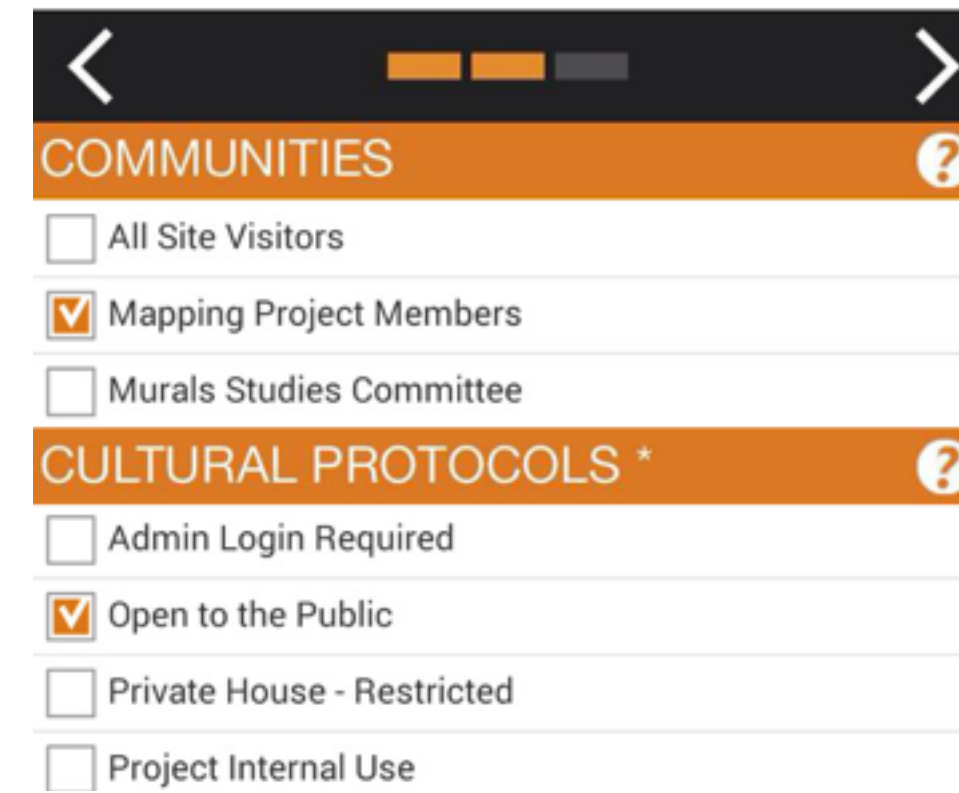 COMMUNITIES ?
All Site Visitors
Mapping Project Members
Murals Studies Committee
CULTURAL PROTOCOLS * ?
Admin Login Required
Open to the Public
Private House - Restricted
Project Internal Use